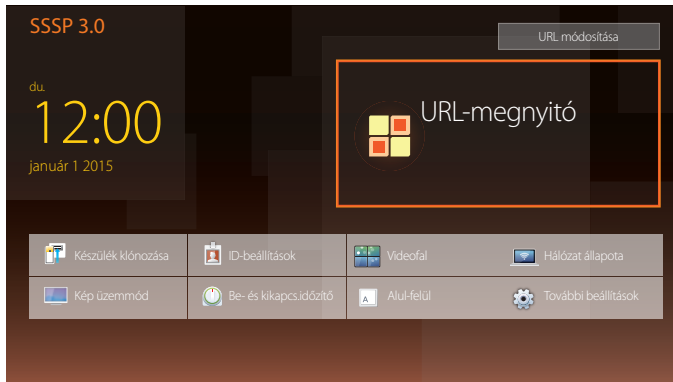 SSSP 3.0
URL módosítása
du.
12:00
január 1 2015
URL-megnyitó
Készülék klónozása
ID-beállítások
Videofal
Hálózat állapota
Kép üzemmód
Be- és kikapcs.időzítő
A
Alul-felül
További beállítások